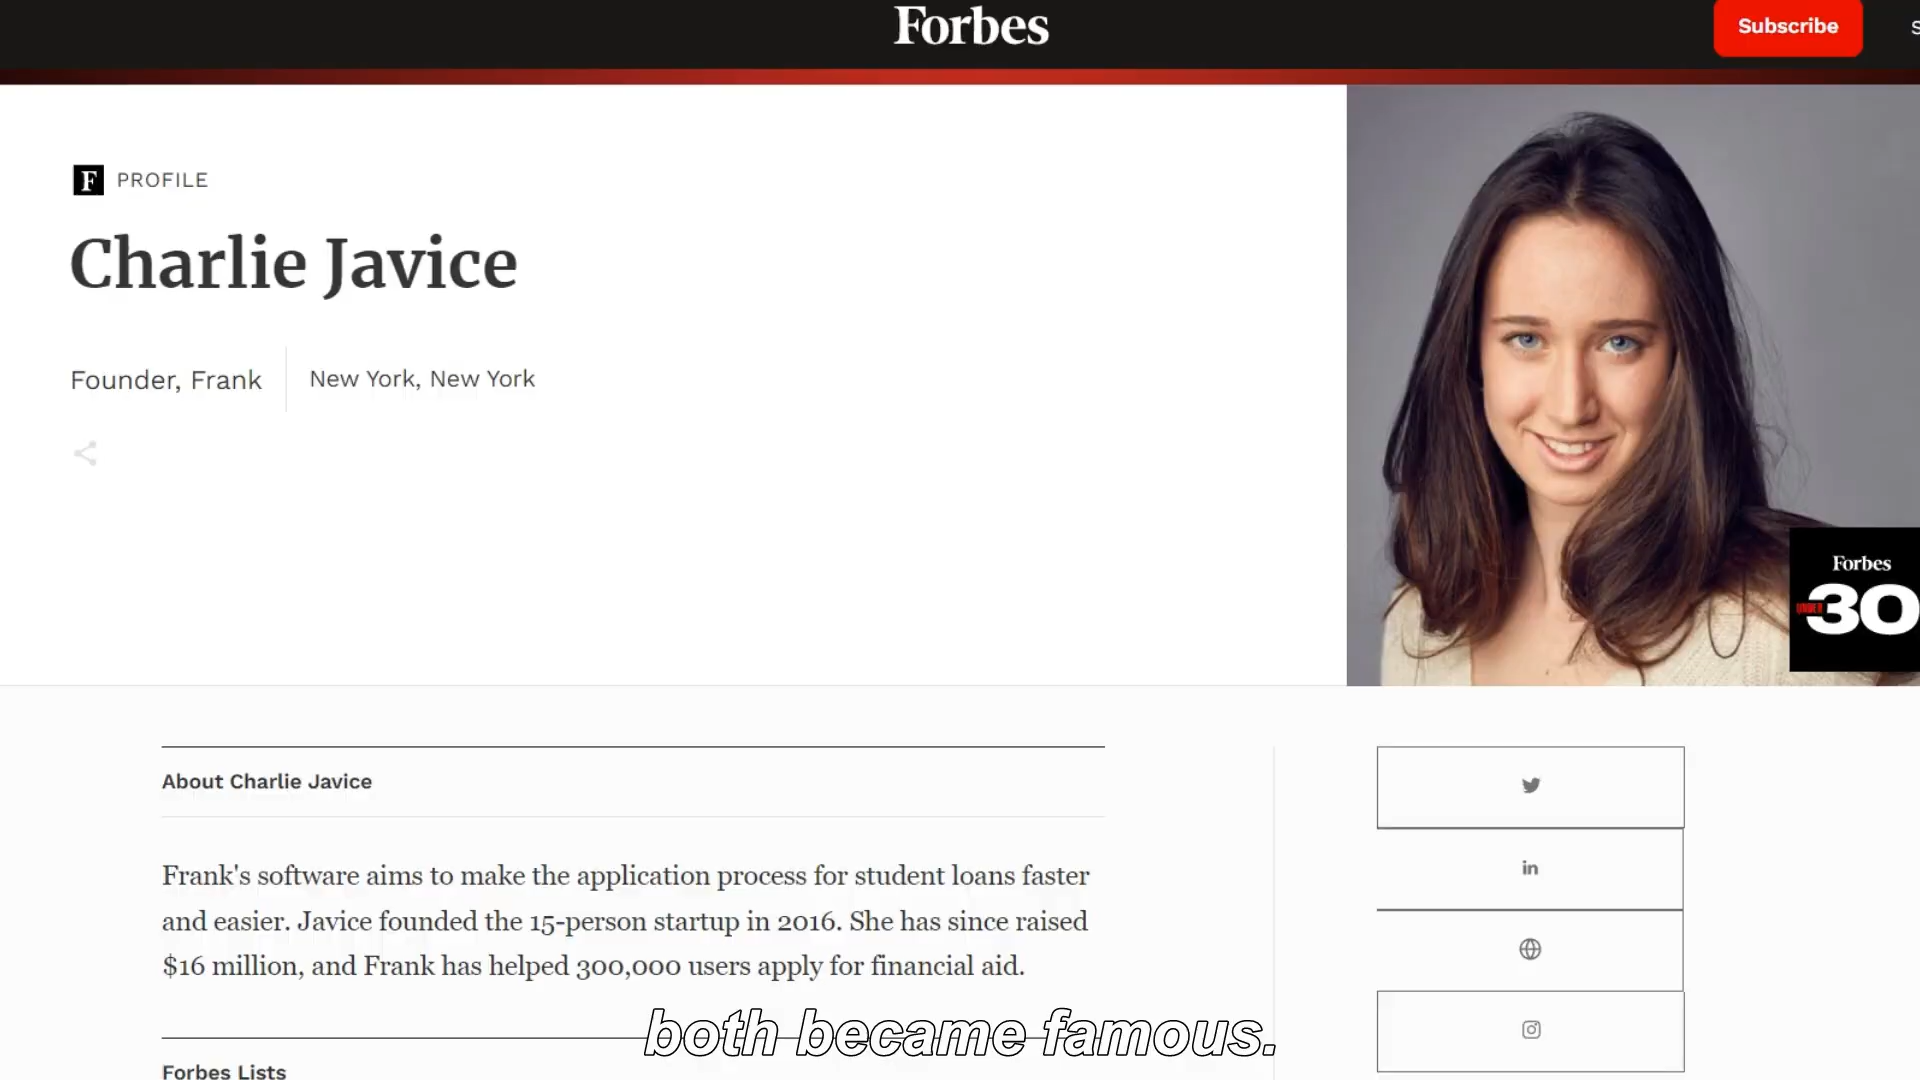 Forbes
Subscribe
S
F PROFILE
Charlie Javice
Founder, Frank
New York, New York
Forbes
UNDER 30
About Charlie Javice
Frank's software aims to make the application process for student loans faster
and easier. Javice founded the 15-person startup in 2016. She has since raised
$16 million, and Frank has helped 300,000 users apply for financial aid.
in
both became famous.
Forbes Lists